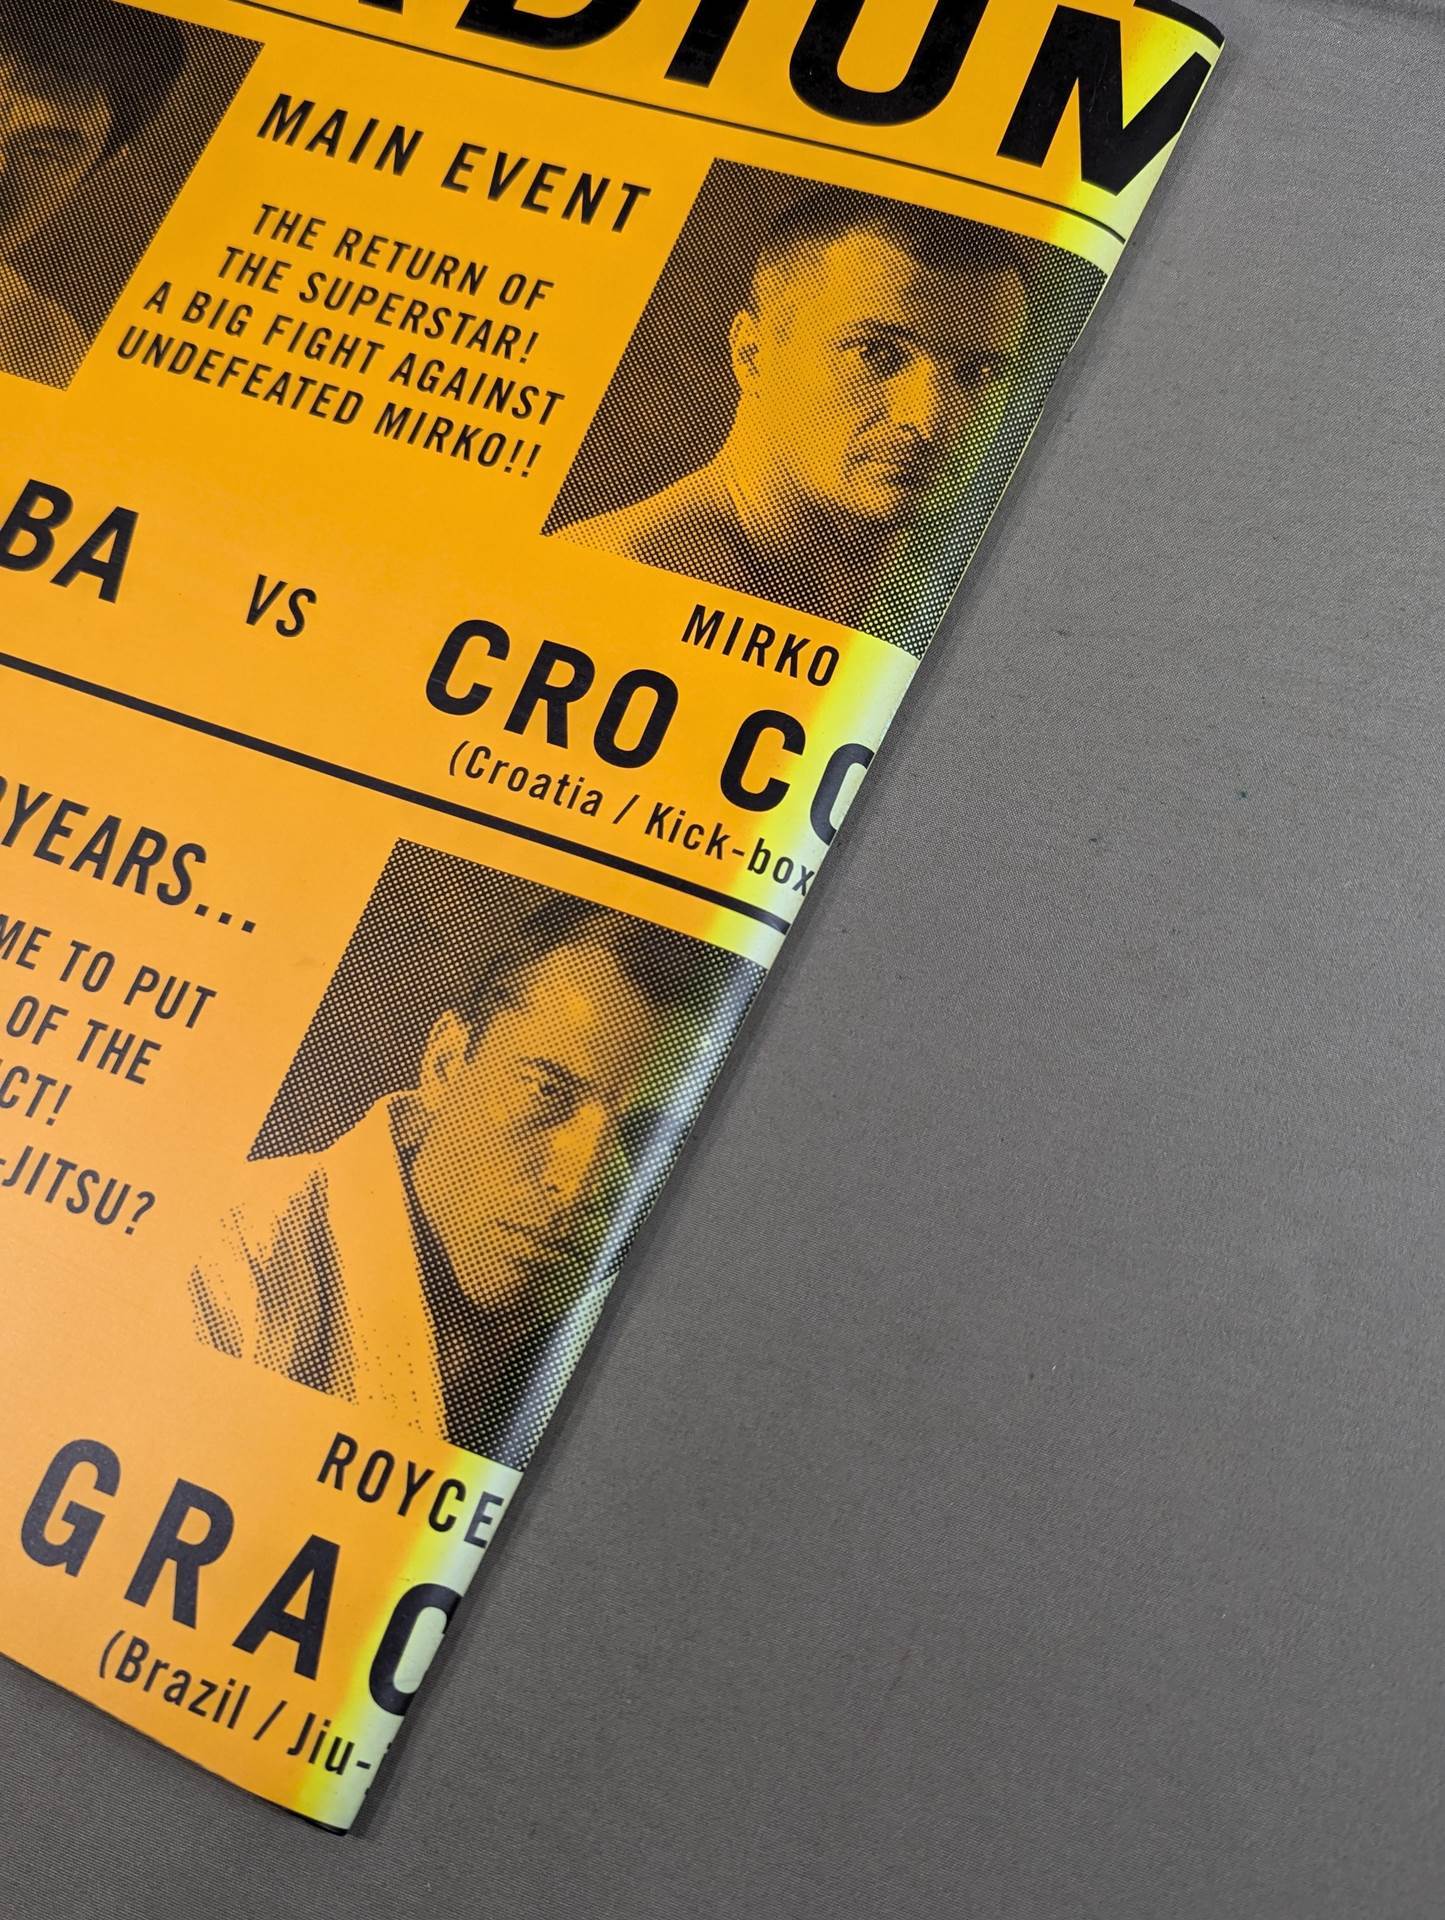 DIUM
MAIN EVENT
THE RETURN OF
THE SUPERSTAR!
A BIG FIGHT AGAINST
UNDEFEATED MIRKO!!
MIRKO
BA VS CRO CO
(Croatia / Kick-box
YEARS...
ME TO PUT
OF THE
CT!
-JITSU?
ROYCE
GRAC
(Brazil / Jiu-